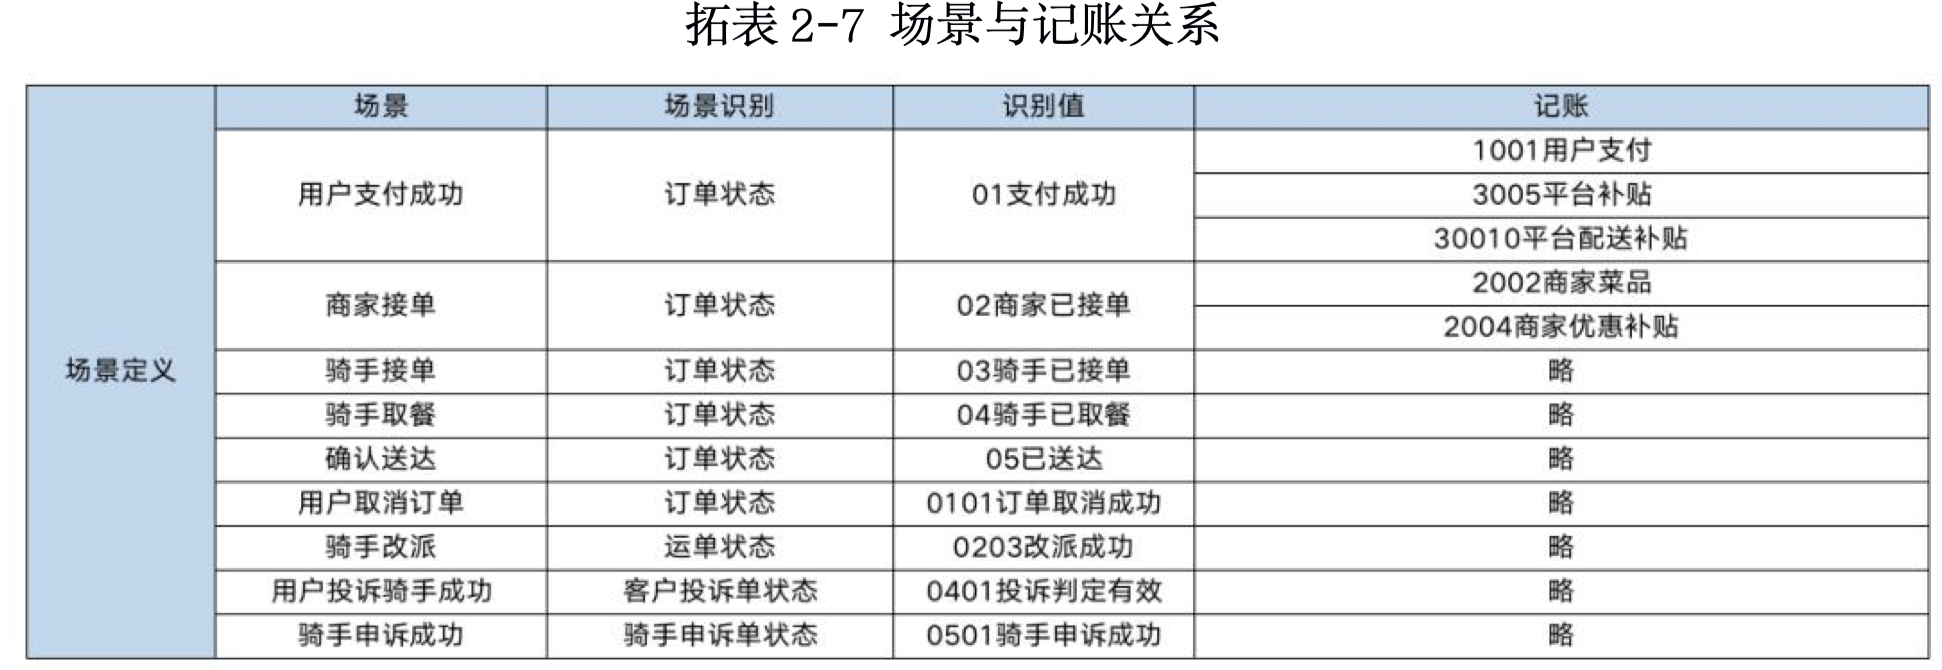 拓表 2-7 场景与记账关系
场景定义
场景 场景识别 识别值 记账
用户支付成功 订单状态 01支付成功 1001用户支付
3005平台补贴
30010平台配送补贴
商家接单 订单状态 02商家已接单 2002商家菜品
2004商家优惠补贴
骑手接单 订单状态 03骑手已接单 略
骑手取餐 订单状态 04骑手已取餐 略
确认送达 订单状态 05已送达 略
用户取消订单 订单状态 0101订单取消成功 略
骑手改派 运单状态 0203改派成功 略
用户投诉骑手成功 客户投诉单状态 0401投诉判定有效 略
骑手申诉成功 骑手申诉单状态 0501骑手申诉成功 略